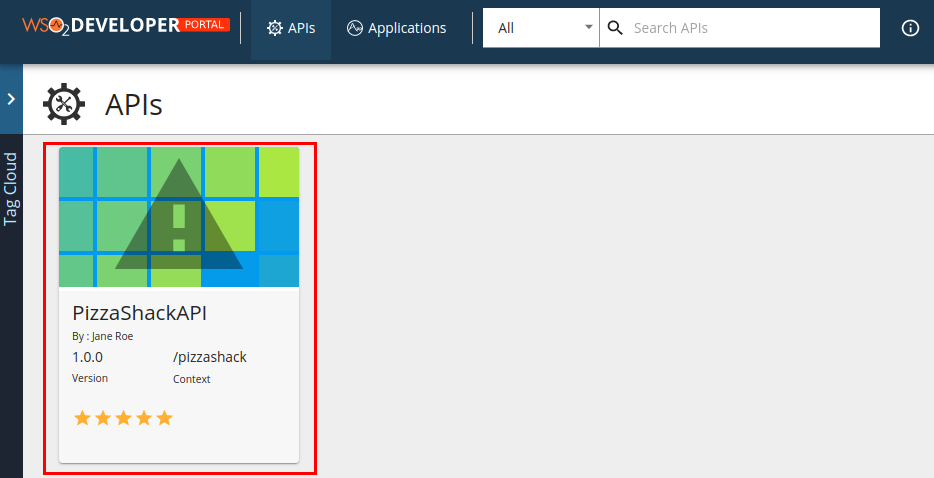 WSO2 DEVELOPER PORTAL
APIs
Applications
All
Search APIs
APIs
Tag Cloud
PizzaShackAPI
By : Jane Roe
1.0.0 /pizzashack
Version Context